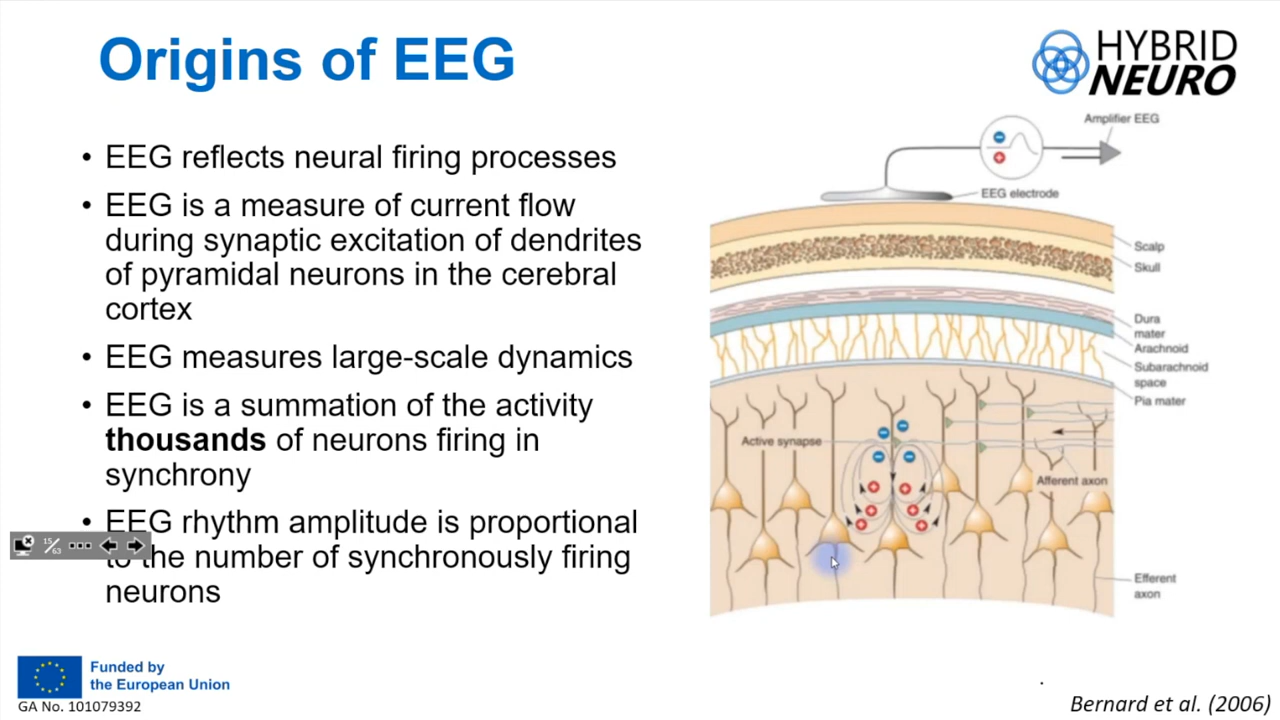 Origins of EEG
HYBRID
NEURO
• EEG reflects neural firing processes
• EEG is a measure of current flow
during synaptic excitation of dendrites
of pyramidal neurons in the cerebral
cortex
• EEG measures large-scale dynamics
• EEG is a summation of the activity
thousands of neurons firing in
synchrony
• EEG rhythm amplitude is proportional
to the number of synchronously firing
neurons
15/63
Amplifier EEG
EEG electrode
Scalp
Skull
Dura
mater
Arachnoid
Subarachnoid
space
Pia mater
Active synapse
Afferent axon
Efferent
axon
Funded by
the European Union
GA No. 101079392
Bernard et al. (2006)